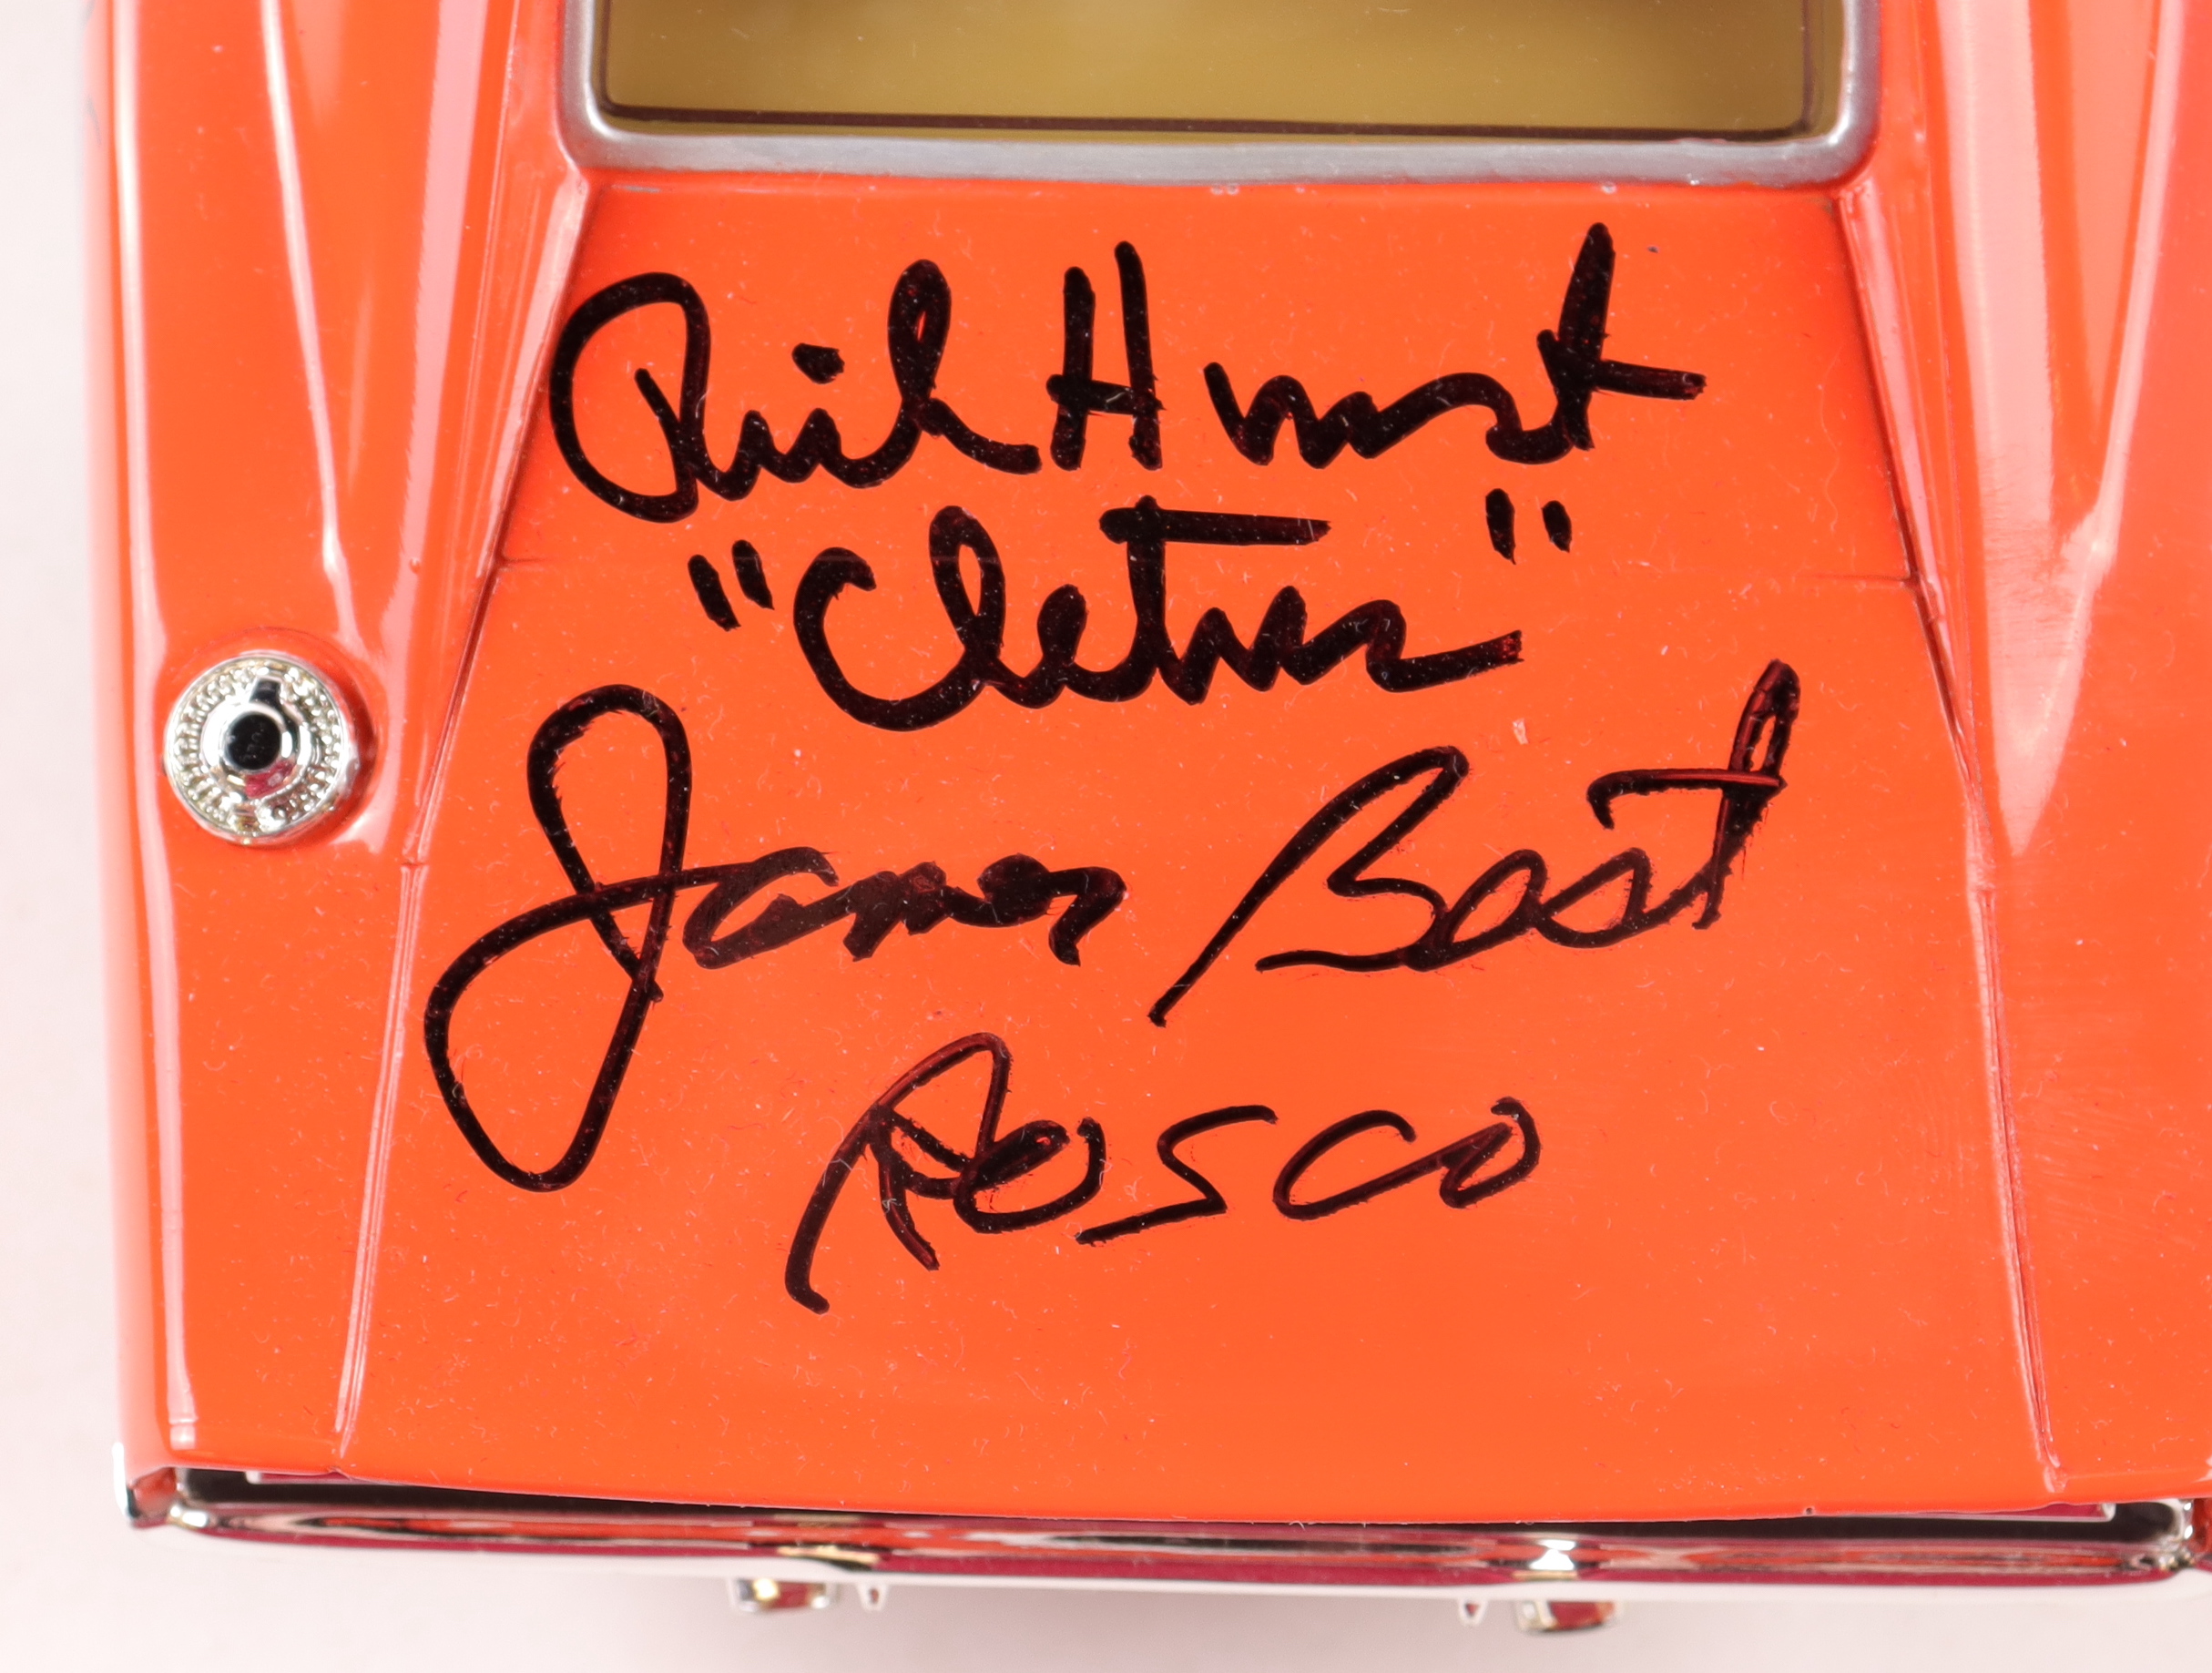 Rick Hurst
"Cletus"
James Best
Rosco